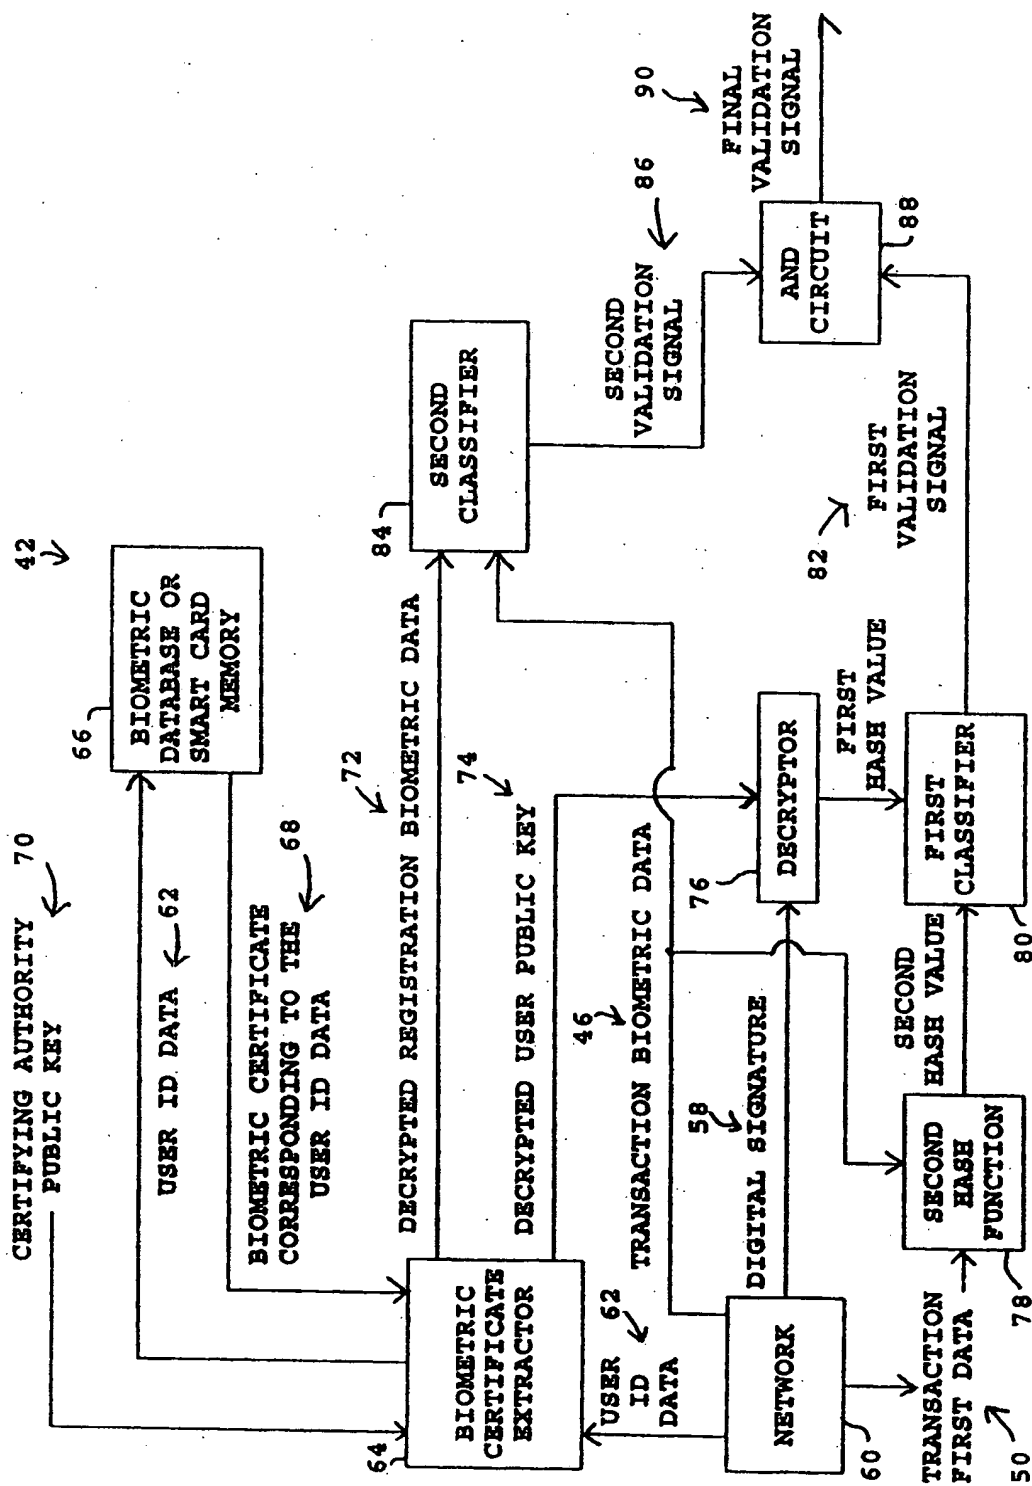 42
CERTIFYING AUTHORITY
PUBLIC KEY
70
USER ID DATA
62
66
BIOMETRIC
DATABASE OR
SMART CARD
MEMORY
BIOMETRIC CERTIFICATE
CORRESPONDING TO THE
USER ID DATA
68
64
BIOMETRIC
CERTIFICATE
EXTRACTOR
DECRYPTED REGISTRATION BIOMETRIC DATA
72
DECRYPTED USER PUBLIC KEY
74
84
SECOND
CLASSIFIER
USER
ID
DATA
62
46
TRANSACTION BIOMETRIC DATA
SECOND
VALIDATION
SIGNAL
86
58
DIGITAL SIGNATURE
76
DECRYPTOR
90
FINAL
VALIDATION
SIGNAL
AND
CIRCUIT
88
NETWORK
60
FIRST
HASH VALUE
82
FIRST
VALIDATION
SIGNAL
TRANSACTION
FIRST DATA
50
SECOND
HASH
FUNCTION
78
SECOND
HASH VALUE
FIRST
CLASSIFIER
80